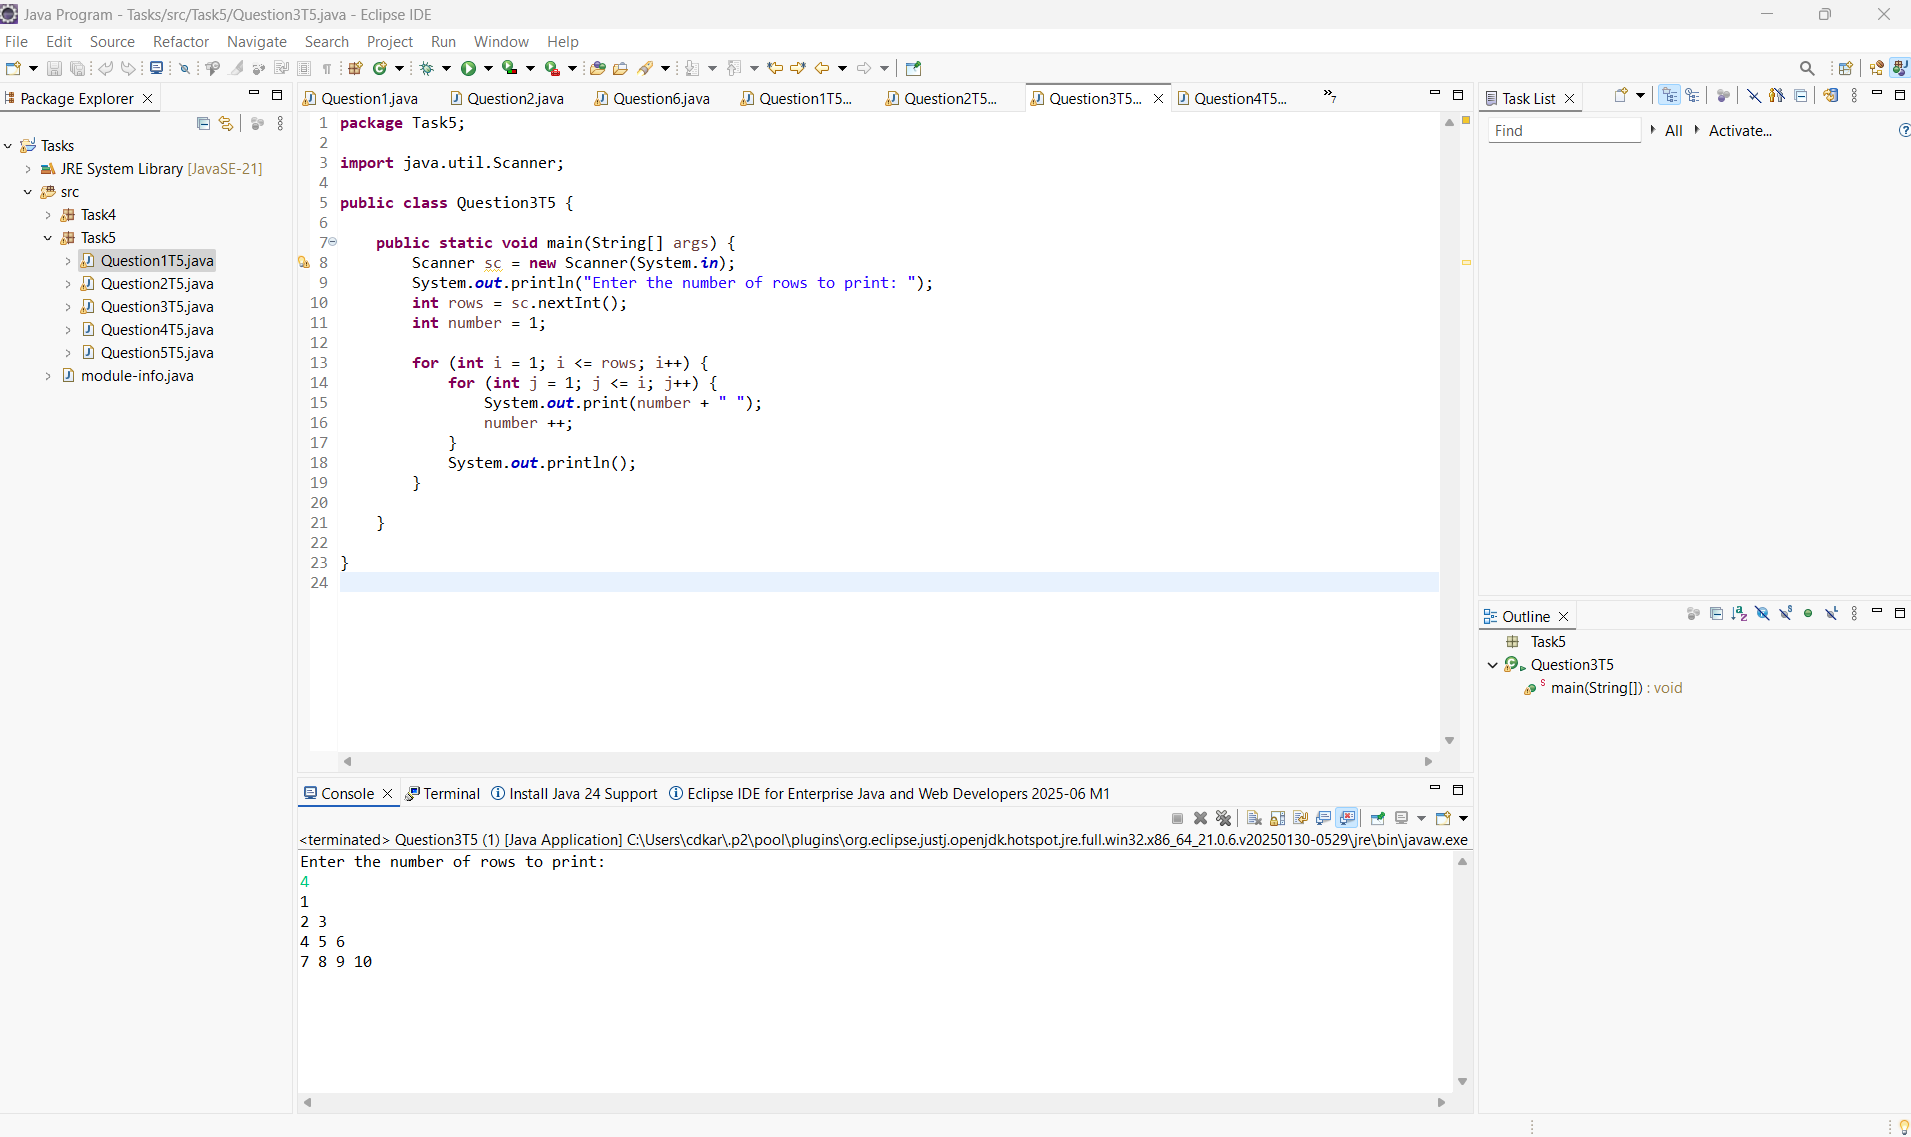 Java Program - Tasks/src/Task5/Question3T5.java - Eclipse IDE
File Edit Source Refactor Navigate Search Project Run Window Help
Package Explorer
Tasks
JRE System Library [JavaSE-21]
src
Task4
Task5
Question1T5.java
Question2T5.java
Question3T5.java
Question4T5.java
Question5T5.java
module-info.java
Question1.java Question2.java Question6.java Question1T5... Question2T5... Question3T5... Question4T5... »7
1 package Task5;
2
3 import java.util.Scanner;
4
5 public class Question3T5 {
6
7 public static void main(String[] args) {
8 Scanner sc = new Scanner(System.in);
9 System.out.println("Enter the number of rows to print: ");
10 int rows = sc.nextInt();
11 int number = 1;
12
13 for (int i = 1; i <= rows; i++) {
14 for (int j = 1; j <= i; j++) {
15 System.out.print(number + " ");
16 number ++;
17 }
18 System.out.println();
19 }
20
21 }
22
23 }
24
Task List
Find All Activate...
Outline
Task5
Question3T5
main(String[]) : void
Console Terminal Install Java 24 Support Eclipse IDE for Enterprise Java and Web Developers 2025-06 M1
<terminated> Question3T5 (1) [Java Application] C:\Users\cdkar\.p2\pool\plugins\org.eclipse.justj.openjdk.hotspot.jre.full.win32.x86_64_21.0.6.v20250130-0529\jre\bin\javaw.exe
Enter the number of rows to print:
4
1
2 3
4 5 6
7 8 9 10